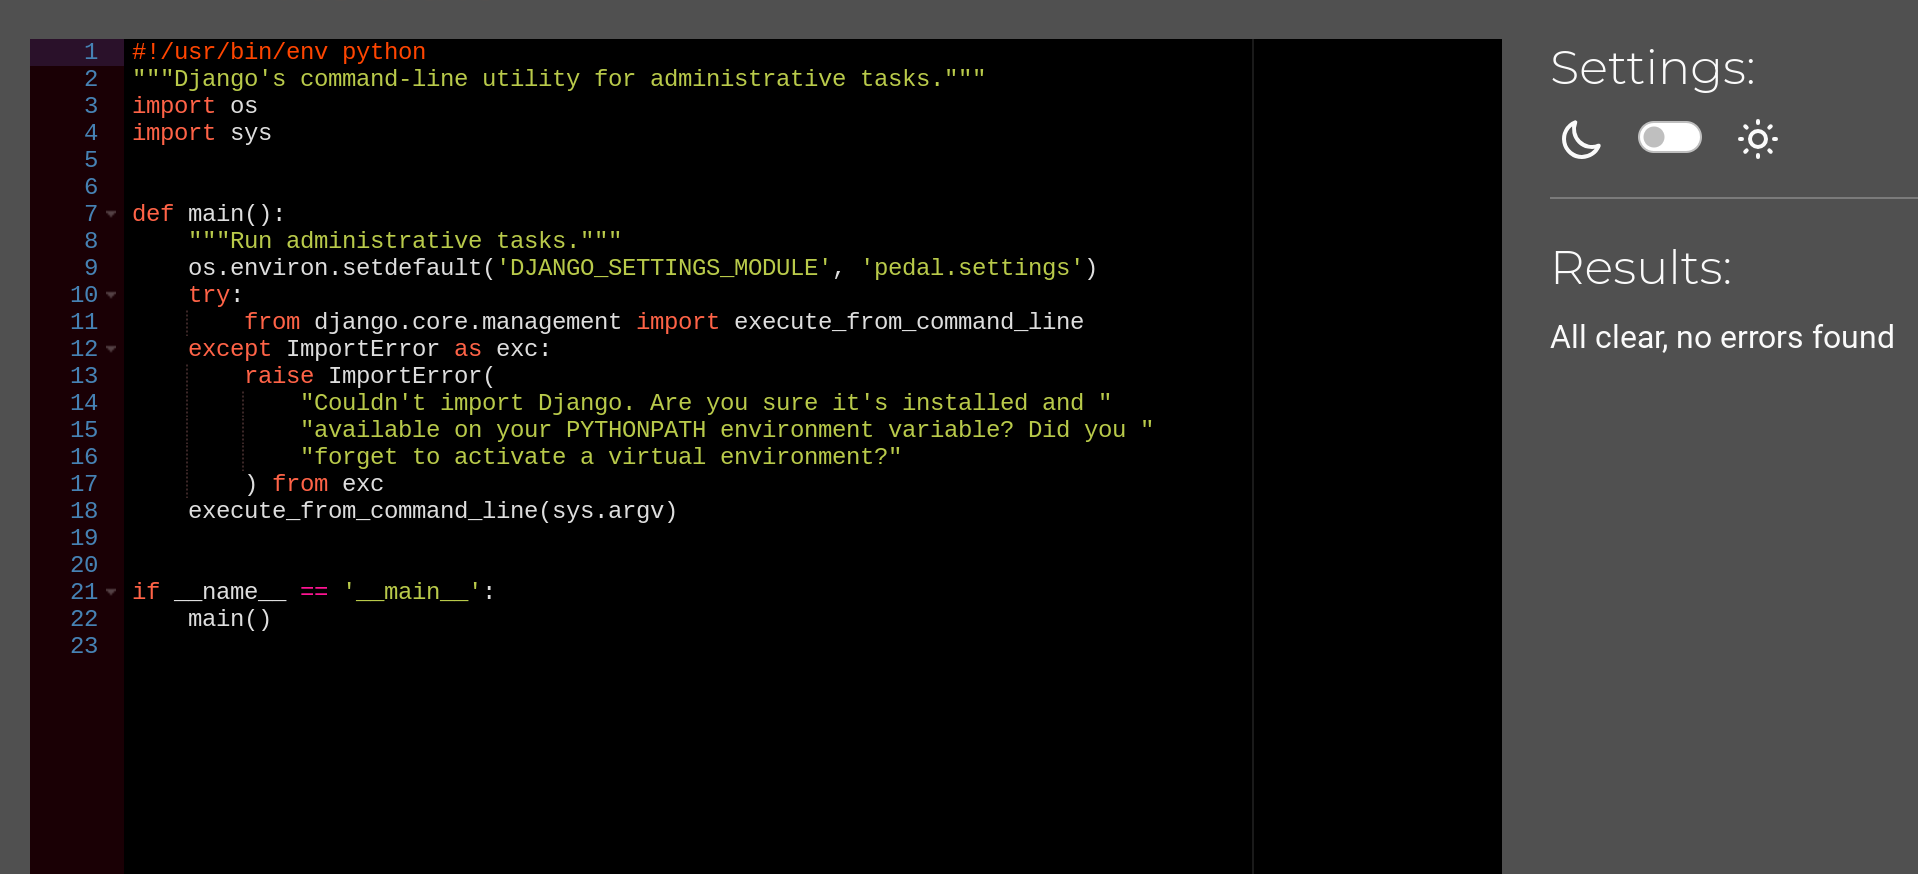 1 #!/usr/bin/env python
2 """Django's command-line utility for administrative tasks."""
3 import os
4 import sys
5
6
7 def main():
8     """Run administrative tasks."""
9     os.environ.setdefault('DJANGO_SETTINGS_MODULE', 'pedal.settings')
10     try:
11         from django.core.management import execute_from_command_line
12     except ImportError as exc:
13         raise ImportError(
14             "Couldn't import Django. Are you sure it's installed and "
15             "available on your PYTHONPATH environment variable? Did you "
16             "forget to activate a virtual environment?"
17         ) from exc
18     execute_from_command_line(sys.argv)
19
20
21 if __name__ == '__main__':
22     main()
23
Settings:
Results:
All clear, no errors found